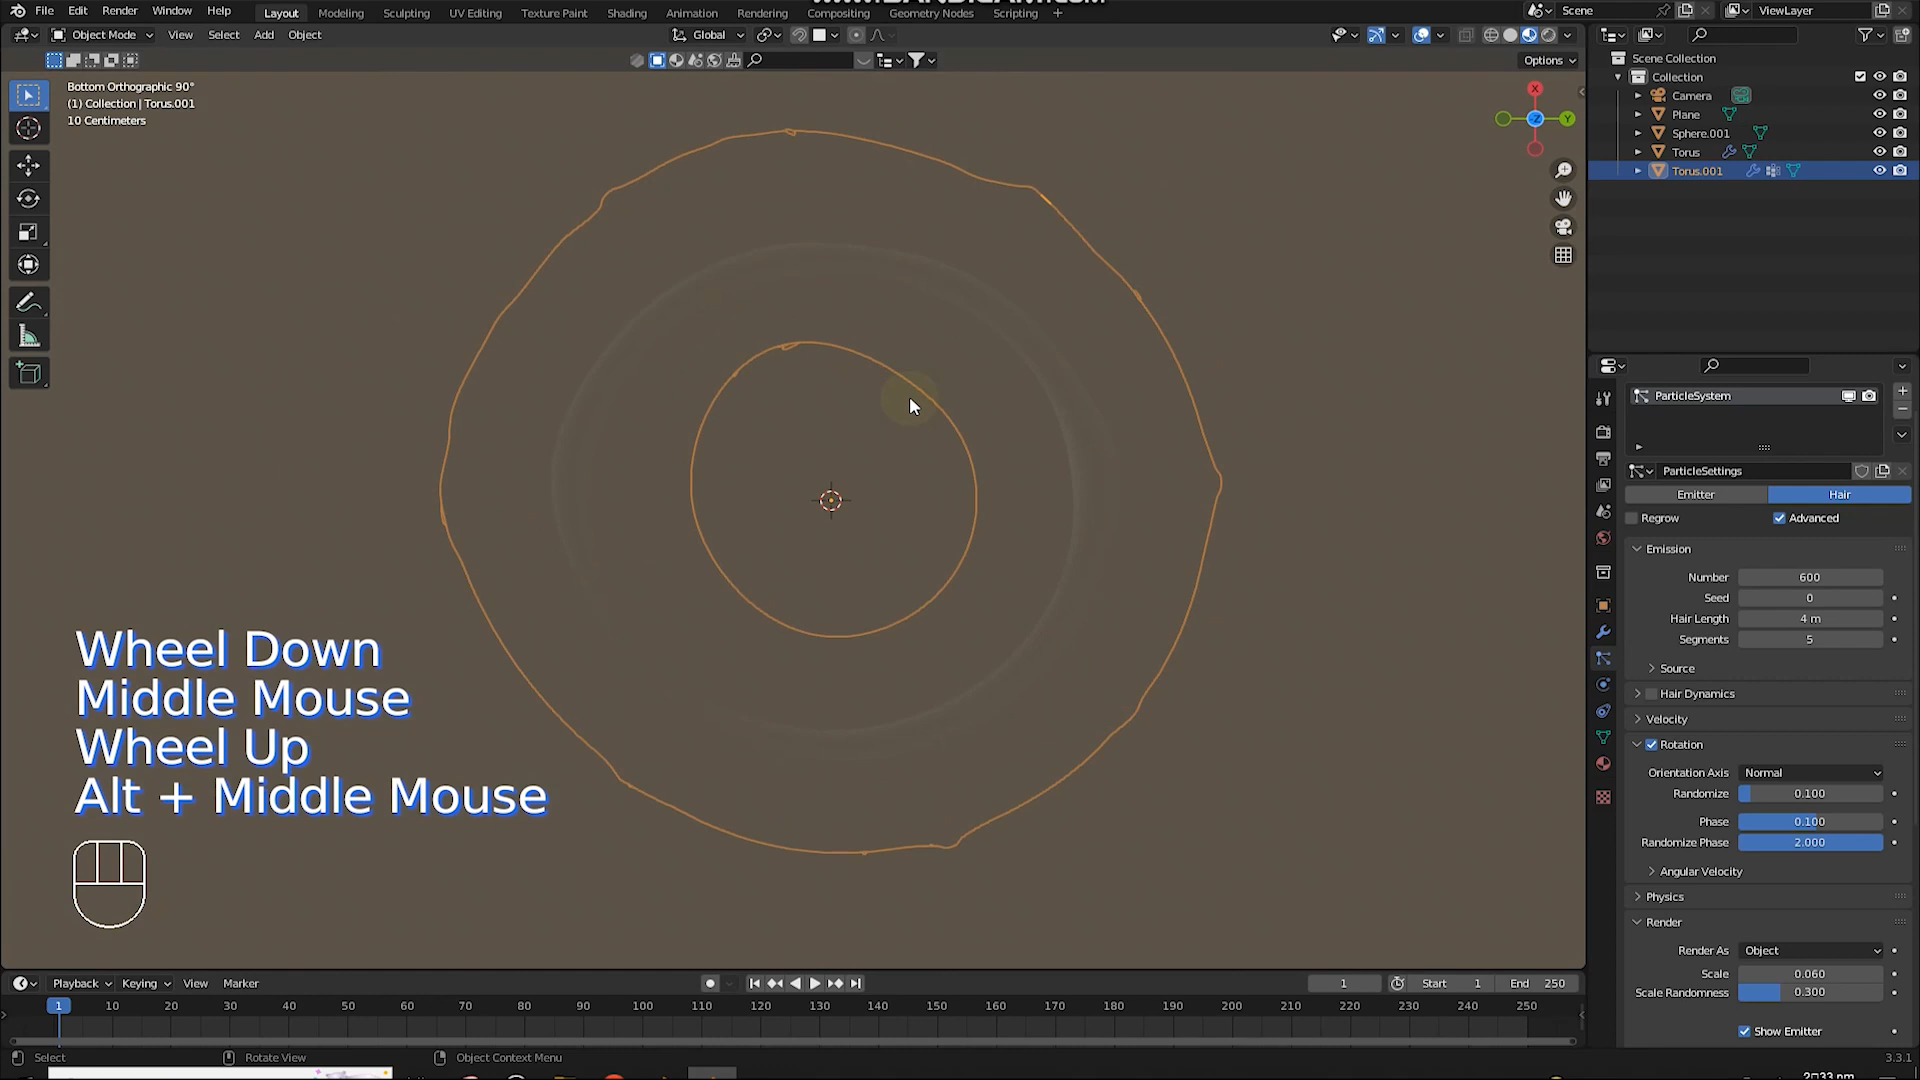 File Edit Render Window Help Layout Modeling Sculpting UV Editing Texture Paint Shading Animation Rendering Compositing Geometry Nodes Scripting + Scene ViewLayer
Object Mode View Select Add Object Global
Options
Bottom Orthographic 90°
(1) Collection | Torus.001
10 Centimeters
X
Y
-Z
Scene Collection
Collection
Camera
Plane
Sphere.001
Torus
Torus.001
ParticleSystem
ParticleSettings
Emitter Hair
Regrow Advanced
Emission
Number 600
Seed 0
Hair Length 4 m
Segments 5
Source
Hair Dynamics
Velocity
Rotation
Orientation Axis Normal
Randomize 0.100
Phase 0.100
Randomize Phase 2.000
Angular Velocity
Physics
Render
Render As Object
Scale 0.060
Scale Randomness 0.300
Show Emitter
Wheel Down
Middle Mouse
Wheel Up
Alt + Middle Mouse
Playback Keying View Marker 1 Start 1 End 250
1 10 20 30 40 50 60 70 80 90 100 110 120 130 140 150 160 170 180 190 200 210 220 230 240 250
Select Rotate View Object Context Menu 3.3.1